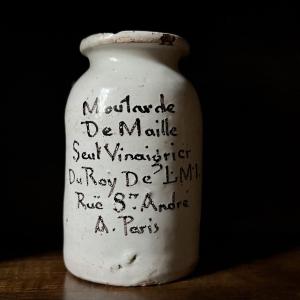 Moutarde
De Maille
Seul Vinaigrier
Du Roy De
Ruë St. André
A. Paris